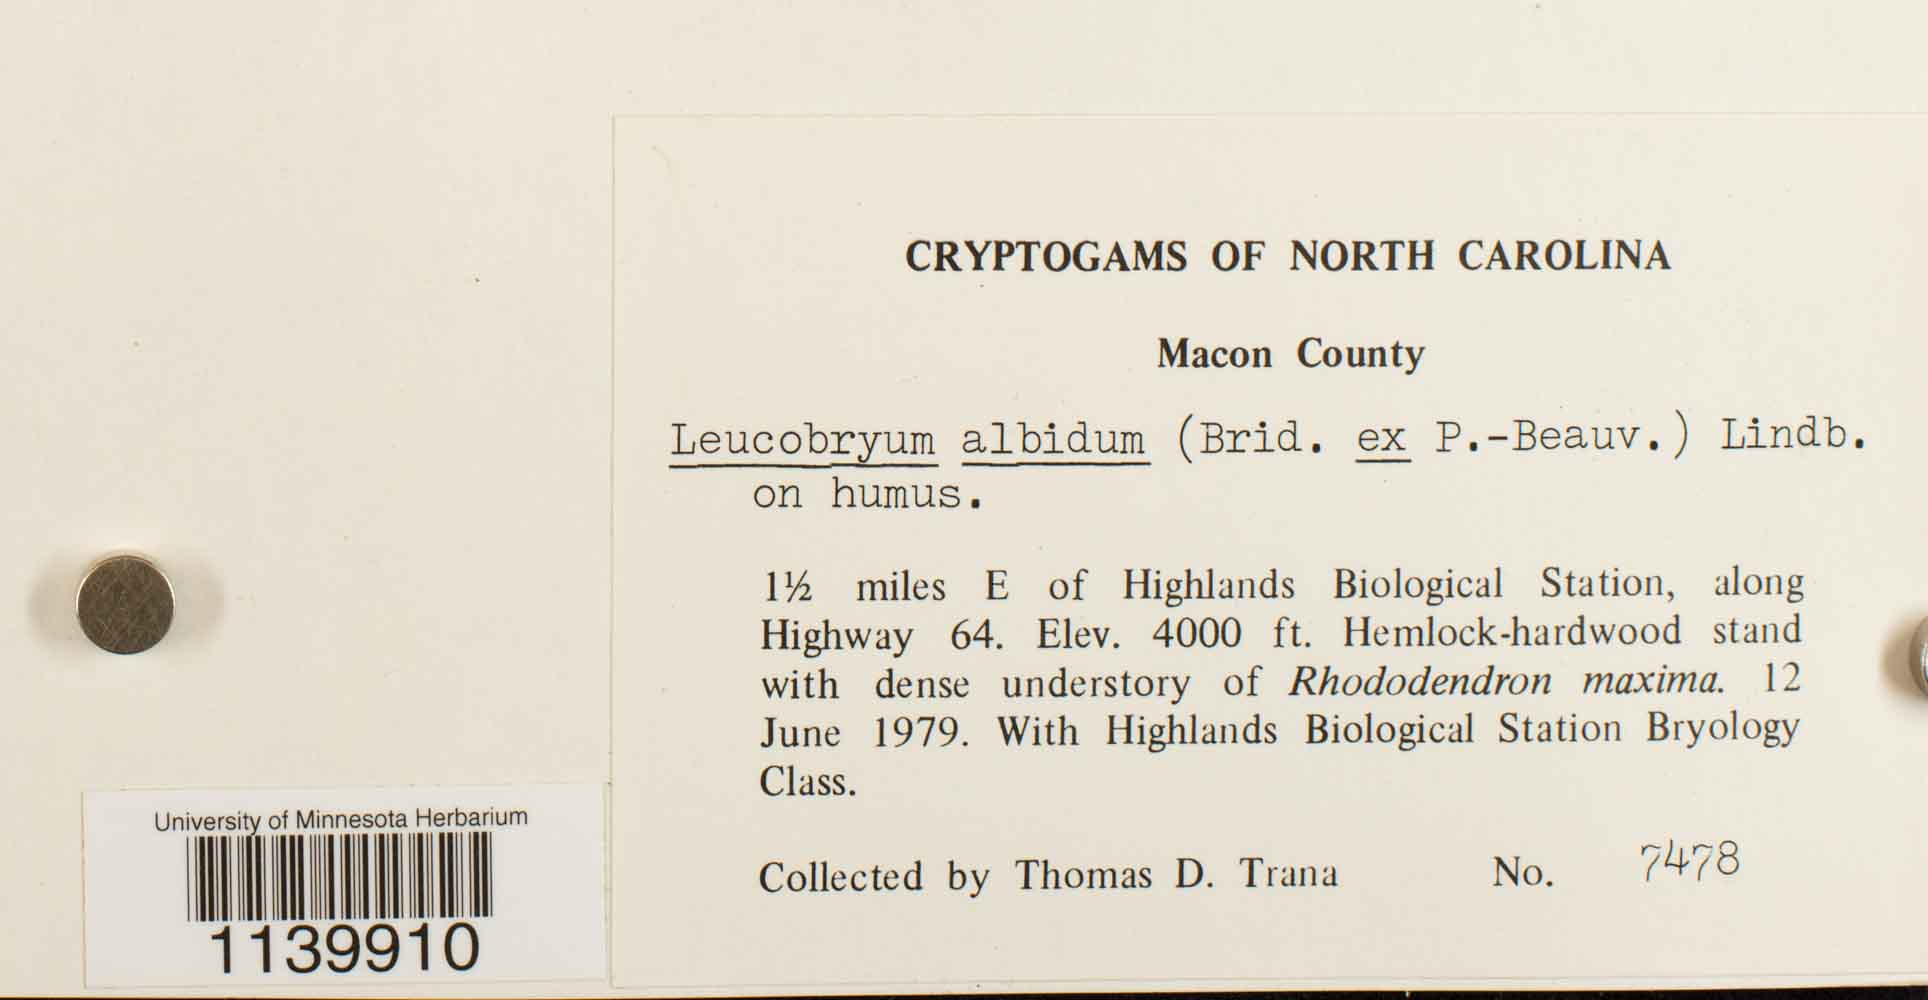 CRYPTOGAMS OF NORTH CAROLINA
Macon County
Leucobryum albidum (Brid. ex P.-Beauv.) Lindb.
on humus.
1½ miles E of Highlands Biological Station, along
Highway 64. Elev. 4000 ft. Hemlock-hardwood stand
with dense understory of Rhododendron maxima. 12
June 1979. With Highlands Biological Station Bryology
Class.
Collected by Thomas D. Trana No. 7478
University of Minnesota Herbarium
1139910